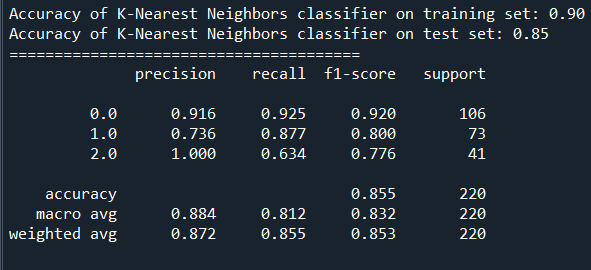 Accuracy of K-Nearest Neighbors classifier on training set: 0.90
Accuracy of K-Nearest Neighbors classifier on test set: 0.85
=======================================
precision recall f1-score support
0.0 0.916 0.925 0.920 106
1.0 0.736 0.877 0.800 73
2.0 1.000 0.634 0.776 41
accuracy 0.855 220
macro avg 0.884 0.812 0.832 220
weighted avg 0.872 0.855 0.853 220